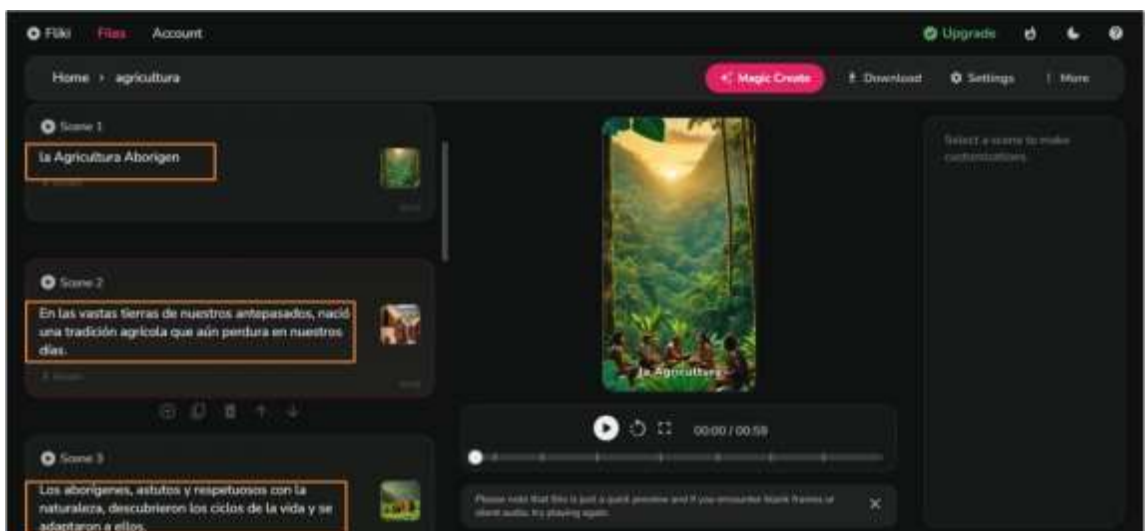 Fliki Files Account Upgrade
Home > agricultura Magic Create Download Settings More
Scene 1
la Agricultura Aborigen
Select a scene to make
customizations.
Scene 2
En las vastas tierras de nuestros antepasados, nació
una tradición agrícola que aún perdura en nuestros
días.
la Agricultura
00:00 / 00:59
Scene 3
Los aborígenes, astutos y respetuosos con la
naturaleza, descubrieron los ciclos de la vida y se
adaptaron a ellos.
Please note that this is just a quick preview and if you encounter blank frames or
silent audio, try playing again.